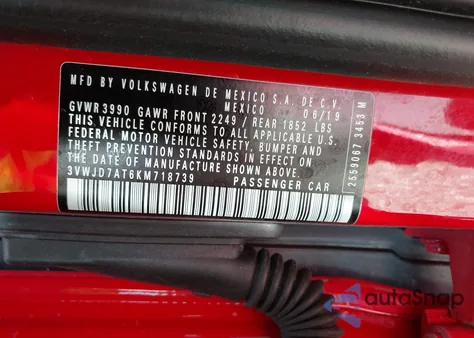 MFD BY VOLKSWAGEN DE MEXICO S.A. DE C.V.
MEXICO 06/19
GVWR3990 GAWR FRONT 2249 / REAR 1852 LBS
THIS VEHICLE CONFORMS TO ALL APPLICABLE U.S.
FEDERAL MOTOR VEHICLE SAFETY, BUMPER AND
THEFT PREVENTION STANDARDS IN EFFECT ON
THE DATE OF MANUFACTURE SHOWN ABOVE
3VWJD7AT6KM718739 PASSENGER CAR
2559067 3453 M
autoSnap